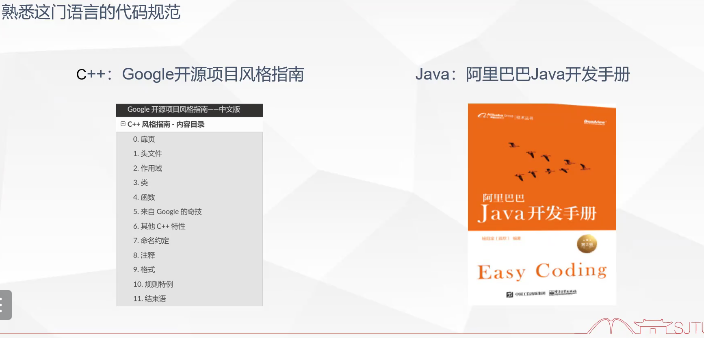 熟悉这门语言的代码规范
C++：Google开源项目风格指南
Java：阿里巴巴Java开发手册
Google 开源项目风格指南——中文版
C++ 风格指南 - 内容目录
0. 扉页
1. 头文件
2. 作用域
3. 类
4. 函数
5. 来自 Google 的奇技
6. 其他 C++ 特性
7. 命名约定
8. 注释
9. 格式
10. 规则特例
11. 结束语
阿里巴巴
Java开发手册
Easy Coding
SJTU